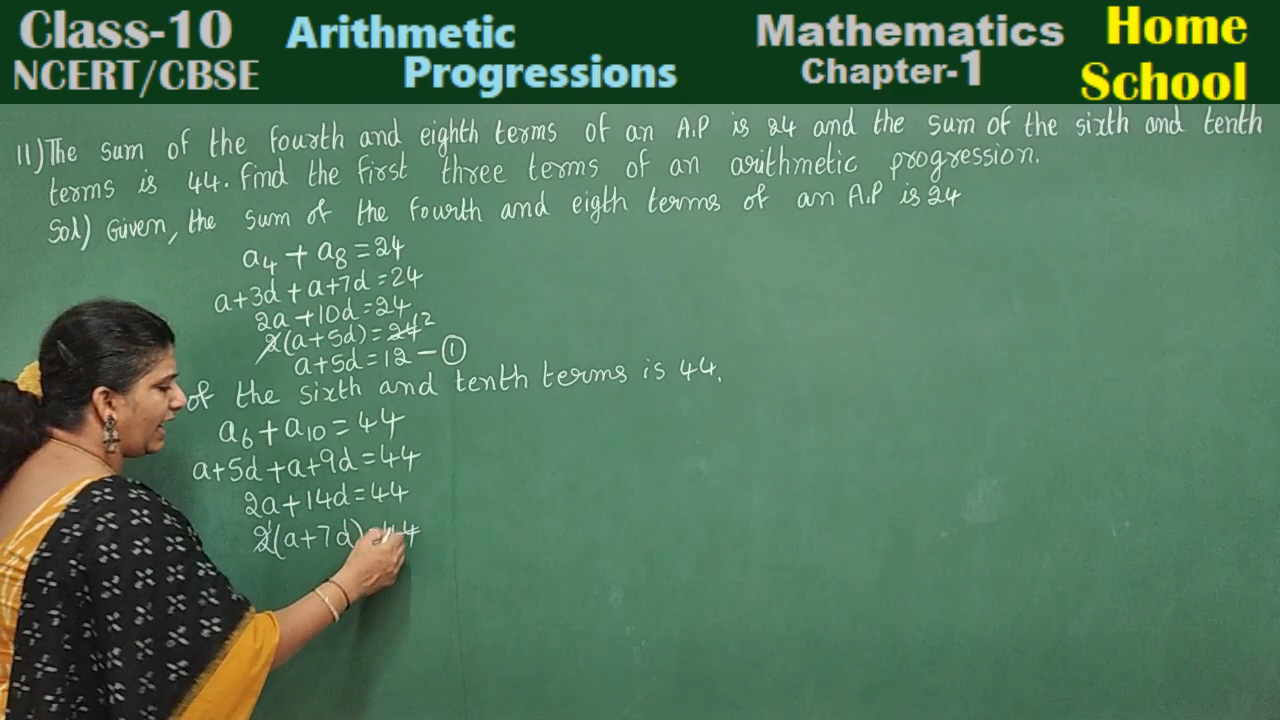 Class-10
NCERT/CBSE
Arithmetic
Progressions
Mathematics
Chapter-1
Home
School
11) The sum of the fourth and eighth terms of an A.P is 24 and the sum of the sixth and tenth
terms is 44. Find the first three terms of an arithmetic progression.
Sol) Given, the sum of the fourth and eigth terms of an A.P is 24
a₄ + a₈ = 24
a+3d + a+7d = 24
2a + 10d = 24
2(a+5d) = 24 12
a+5d = 12 — ①
of the sixth and tenth terms is 44.
a₆ + a₁₀ = 44
a+5d + a+9d = 44
2a + 14d = 44
2(a+7d) 44